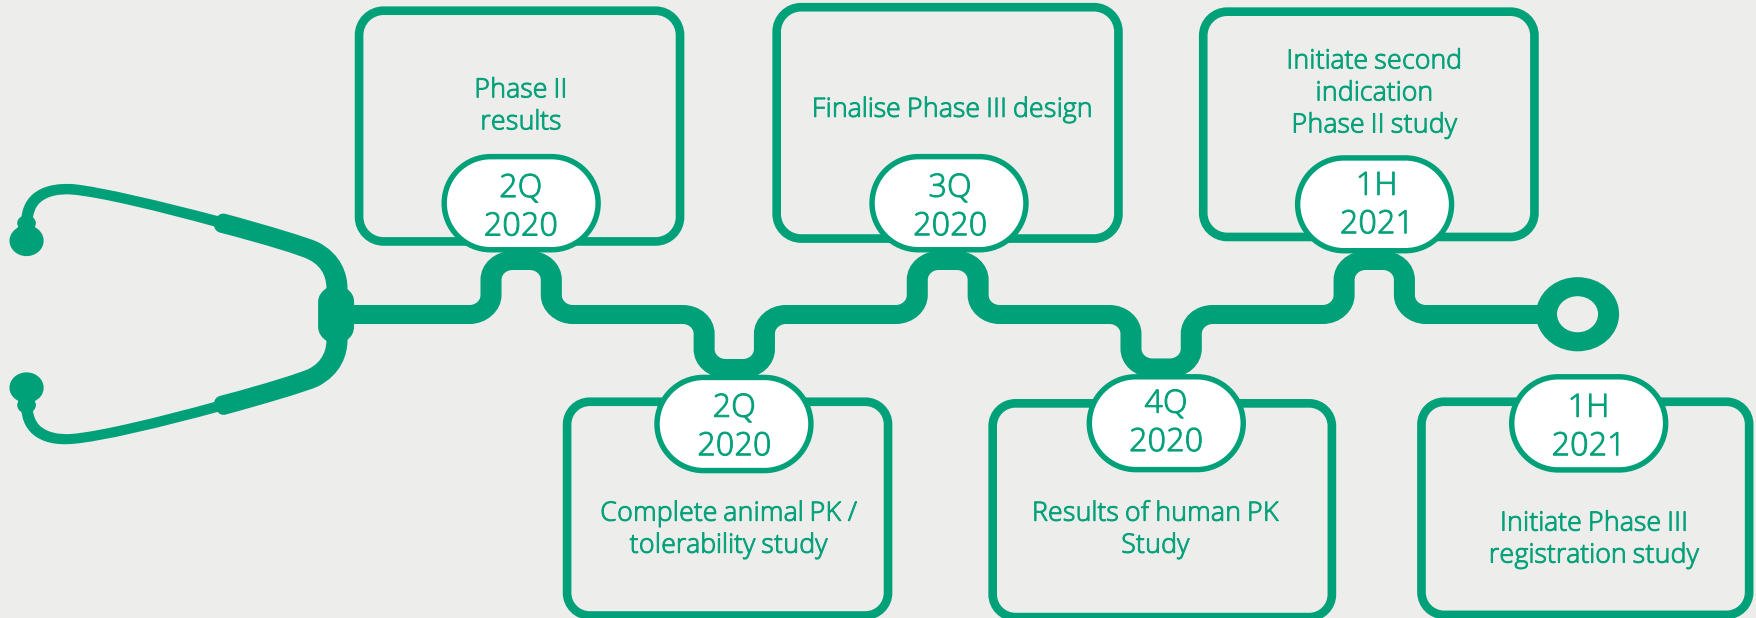 Phase II
results
2Q
2020
Complete animal PK /
tolerability study
2Q
2020
Finalise Phase III design
3Q
2020
Results of human PK
Study
4Q
2020
Initiate second
indication
Phase II study
1H
2021
Initiate Phase III
registration study
1H
2021